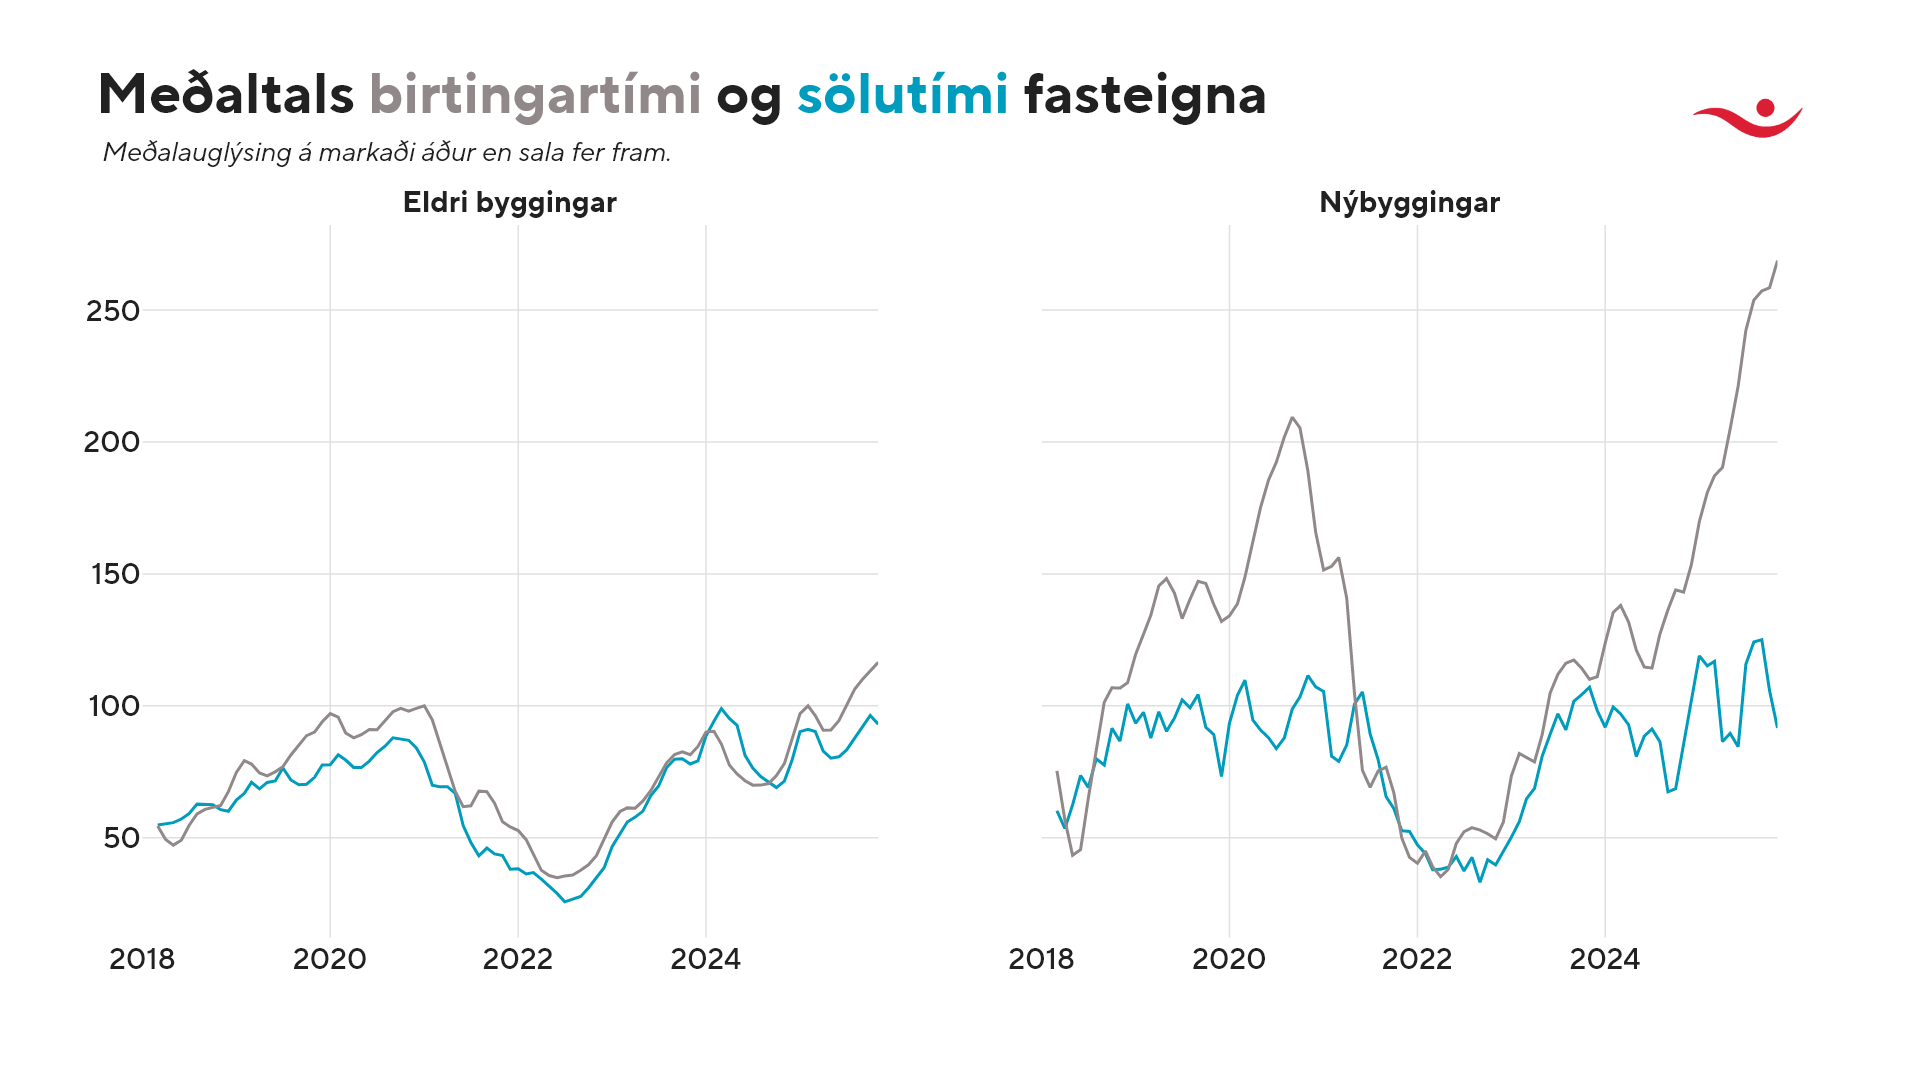 Meðaltals birtingartími og sölutími fasteigna
Meðalauglýsing á markaði áður en sala fer fram.
Eldri byggingar
Nýbyggingar
250
200
150
100
50
2018 2020 2022 2024
2018 2020 2022 2024